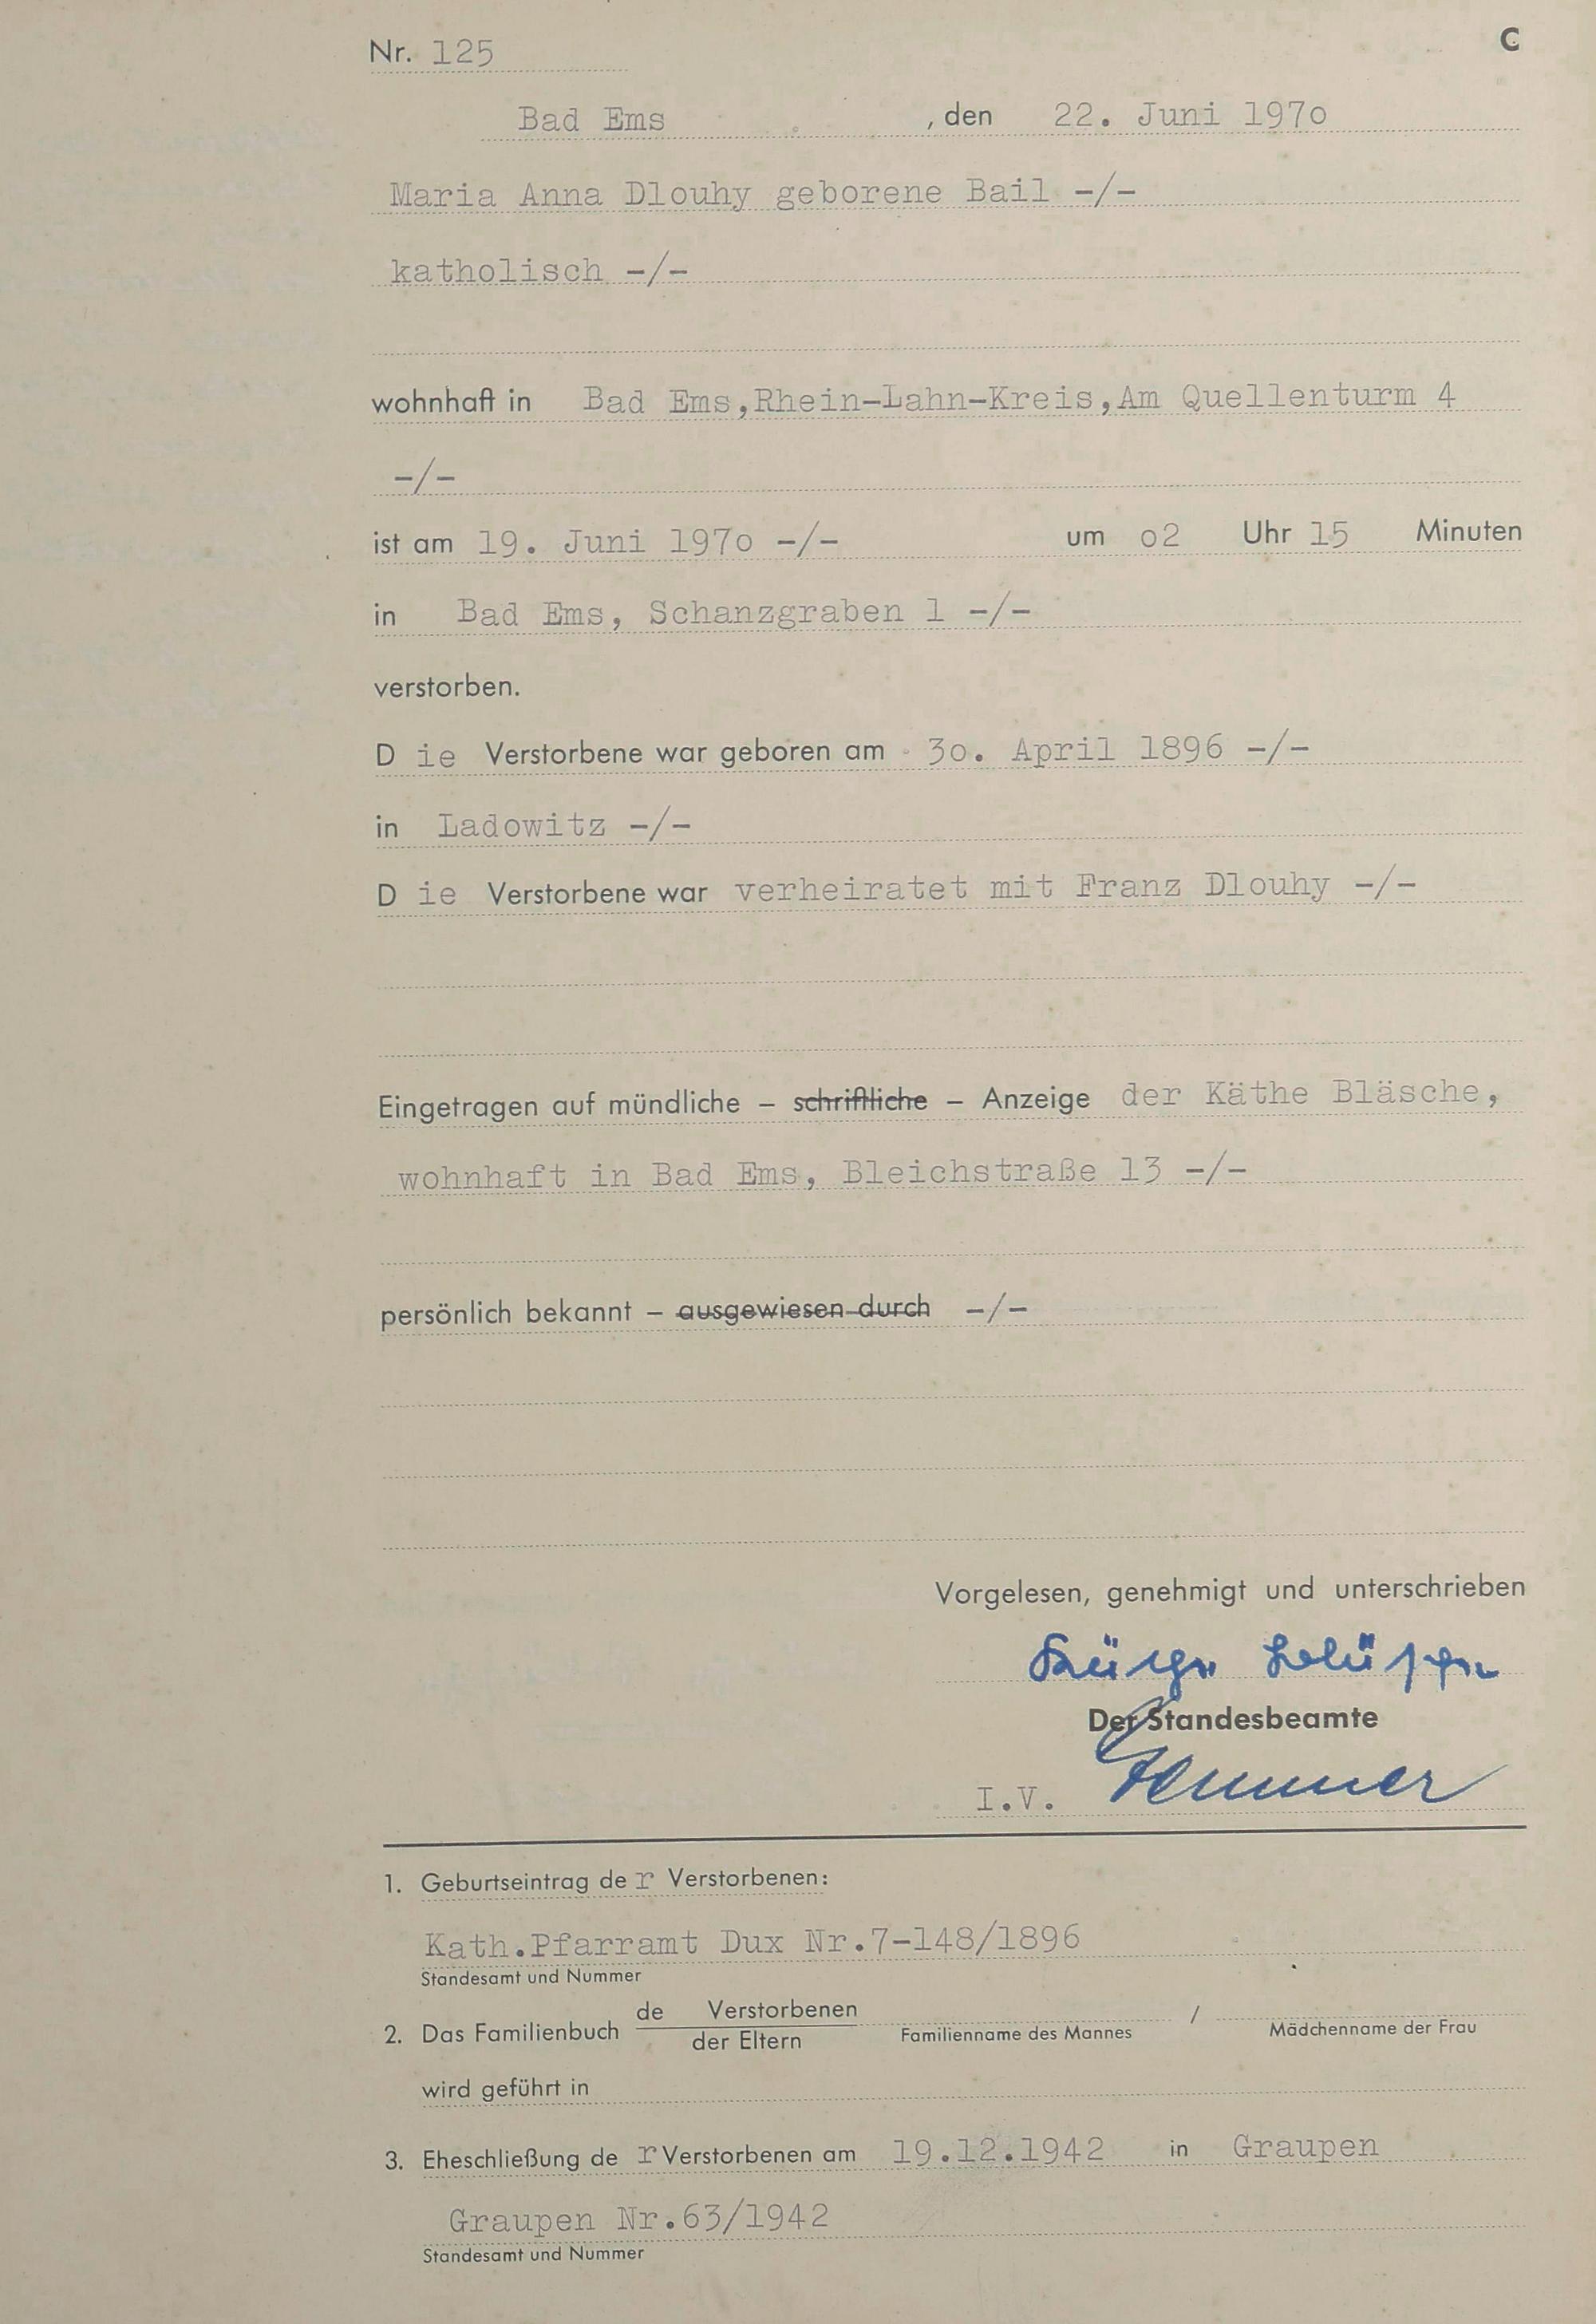 Nr. 125 C
Bad Ems , den 22. Juni 197o
Maria Anna Dlouhy geborene Bail -/-
katholisch -/-
wohnhaft in Bad Ems,Rhein-Lahn-Kreis,Am Quellenturm 4
-/-
ist am 19. Juni 197o -/- um o2 Uhr 15 Minuten
in Bad Ems, Schanzgraben 1 -/-
verstorben.
D ie Verstorbene war geboren am 3o. April 1896 -/-
in Ladowitz -/-
D ie Verstorbene war verheiratet mit Franz Dlouhy -/-
Eingetragen auf mündliche – schriftliche – Anzeige der Käthe Bläsche,
wohnhaft in Bad Ems, Bleichstraße 13 -/-
persönlich bekannt – ausgewiesen durch -/-
Vorgelesen, genehmigt und unterschrieben
Der Standesbeamte
I.V.
1. Geburtseintrag de r Verstorbenen:
Kath.Pfarramt Dux Nr.7-148/1896
Standesamt und Nummer
2. Das Familienbuch de Verstorbenen /
der Eltern Familienname des Mannes Mädchenname der Frau
wird geführt in
3. Eheschließung de r Verstorbenen am 19.12.1942 in Graupen
Graupen Nr.63/1942
Standesamt und Nummer